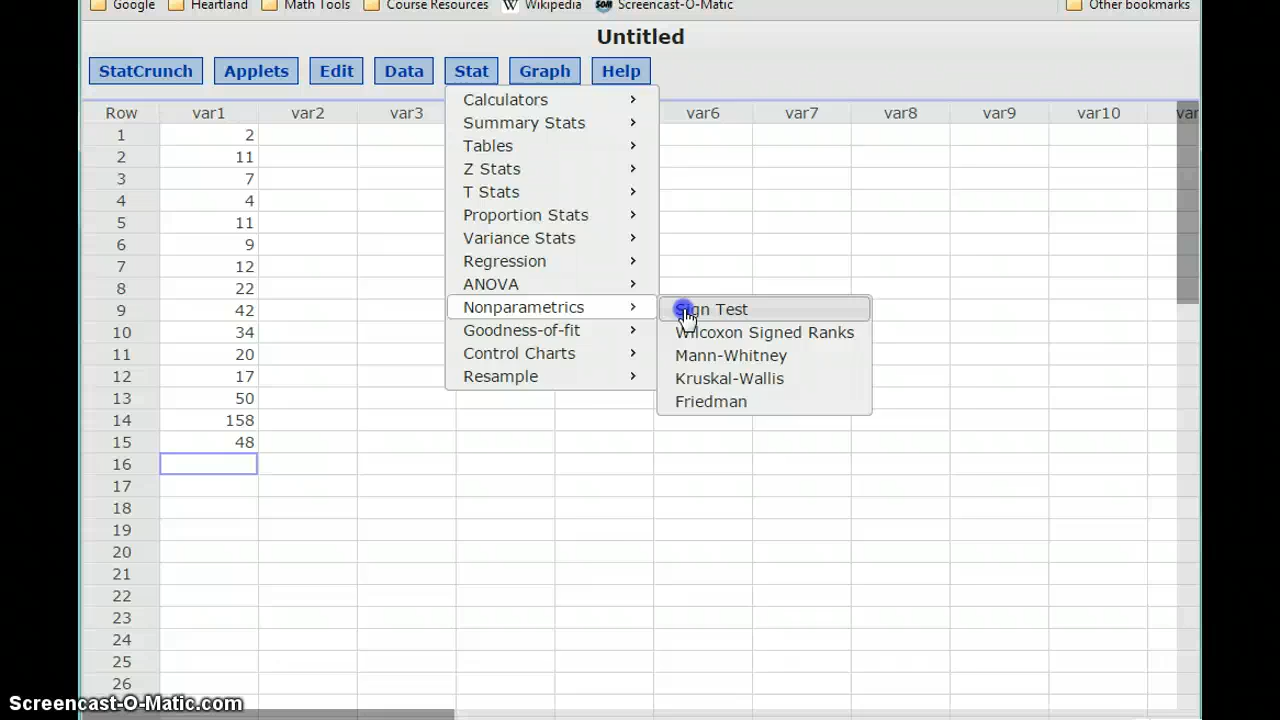 Google Heartland Math Tools Course Resources W Wikipedia SOM Screencast-O-Matic Other bookmarks
Untitled
StatCrunch Applets Edit Data Stat Graph Help
Row var1 var2 var3 var6 var7 var8 var9 var10 var
Calculators
Summary Stats
Tables
Z Stats
T Stats
Proportion Stats
Variance Stats
Regression
ANOVA
Nonparametrics
Goodness-of-fit
Control Charts
Resample
Sign Test
Wilcoxon Signed Ranks
Mann-Whitney
Kruskal-Wallis
Friedman
1 2
2 11
3 7
4 4
5 11
6 9
7 12
8 22
9 42
10 34
11 20
12 17
13 50
14 158
15 48
16
17
18
19
20
21
22
23
24
25
26
Screencast-O-Matic.com